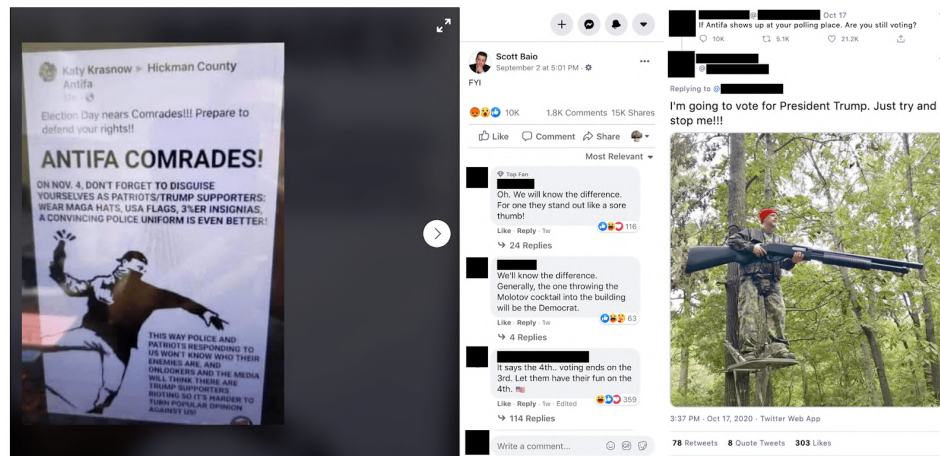 Katy Krasnow ▶ Hickman County
Antifa
Election Day nears Comrades!!! Prepare to
defend your rights!!
ANTIFA COMRADES!
ON NOV. 4, DON'T FORGET TO DISGUISE
YOURSELVES AS PATRIOTS/TRUMP SUPPORTERS:
WEAR MAGA HATS, USA FLAGS, 3%ER INSIGNIAS,
A CONVINCING POLICE UNIFORM IS EVEN BETTER!
THIS WAY POLICE AND
PATRIOTS RESPONDING TO
US WON'T KNOW WHO THEIR
ENEMIES ARE, AND
ONLOOKERS AND THE MEDIA
WILL THINK THERE ARE
TRUMP SUPPORTERS
RIOTING SO IT'S HARDER TO
TURN POPULAR OPINION
AGAINST US!
Scott Baio
September 2 at 5:01 PM ·
FYI
10K 1.8K Comments 15K Shares
Like Comment Share
Most Relevant
Top Fan
Oh. We will know the difference.
For one they stand out like a sore
thumb!
116
Like · Reply · 1w
24 Replies
We'll know the difference.
Generally, the one throwing the
Molotov cocktail into the building
will be the Democrat.
63
Like · Reply · 1w
4 Replies
It says the 4th.. voting ends on the
3rd. Let them have their fun on the
4th. 🇺🇸
359
Like · Reply · 1w · Edited
114 Replies
Write a comment...
GIF
@ Oct 17
If Antifa shows up at your polling place. Are you still voting?
10K 5.1K 21.2K
@
Replying to @
I'm going to vote for President Trump. Just try and
stop me!!!
3:37 PM · Oct 17, 2020 · Twitter Web App
78 Retweets 8 Quote Tweets 303 Likes